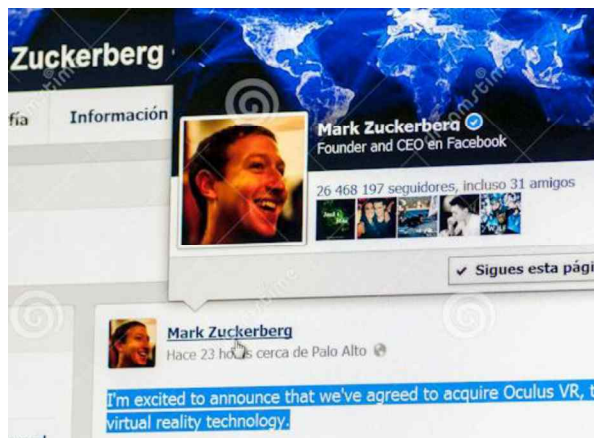 Zuckerberg
fía
Información
Mark Zuckerberg
Founder and CEO en Facebook
26 468 197 seguidores, incluso 31 amigos
✓ Sigues esta pági
Mark Zuckerberg
Hace 23 horas cerca de Palo Alto
I'm excited to announce that we've agreed to acquire Oculus VR, t
virtual reality technology.